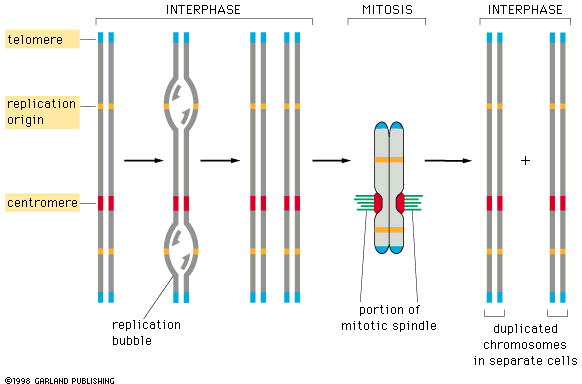 INTERPHASE
MITOSIS
INTERPHASE
telomere
replication
origin
centromere
+
replication
bubble
portion of
mitotic spindle
duplicated
chromosomes
in separate cells
©1998 GARLAND PUBLISHING